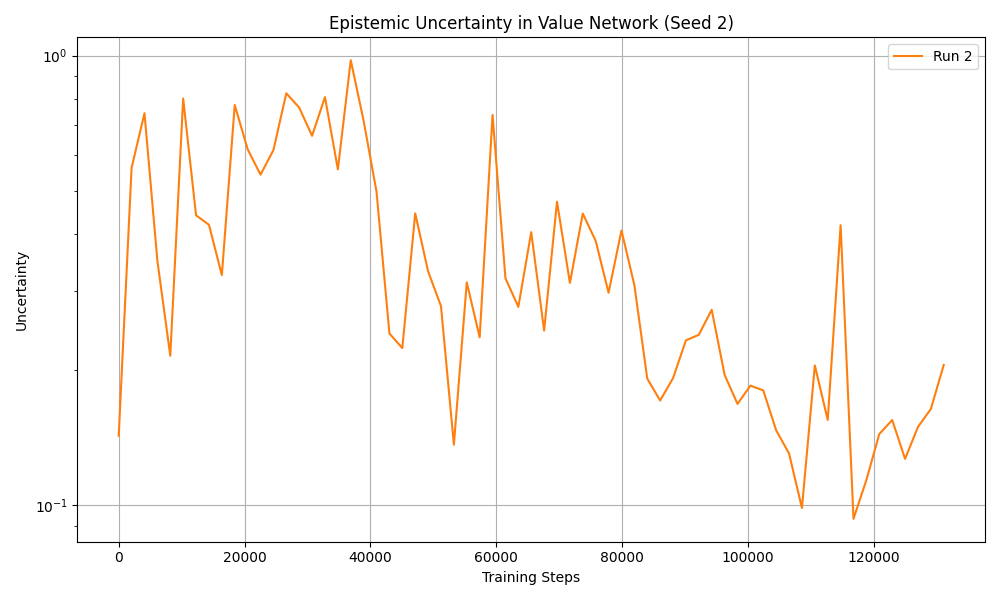 Epistemic Uncertainty in Value Network (Seed 2)
Run 2
Uncertainty
10⁰
10⁻¹
0 20000 40000 60000 80000 100000 120000
Training Steps